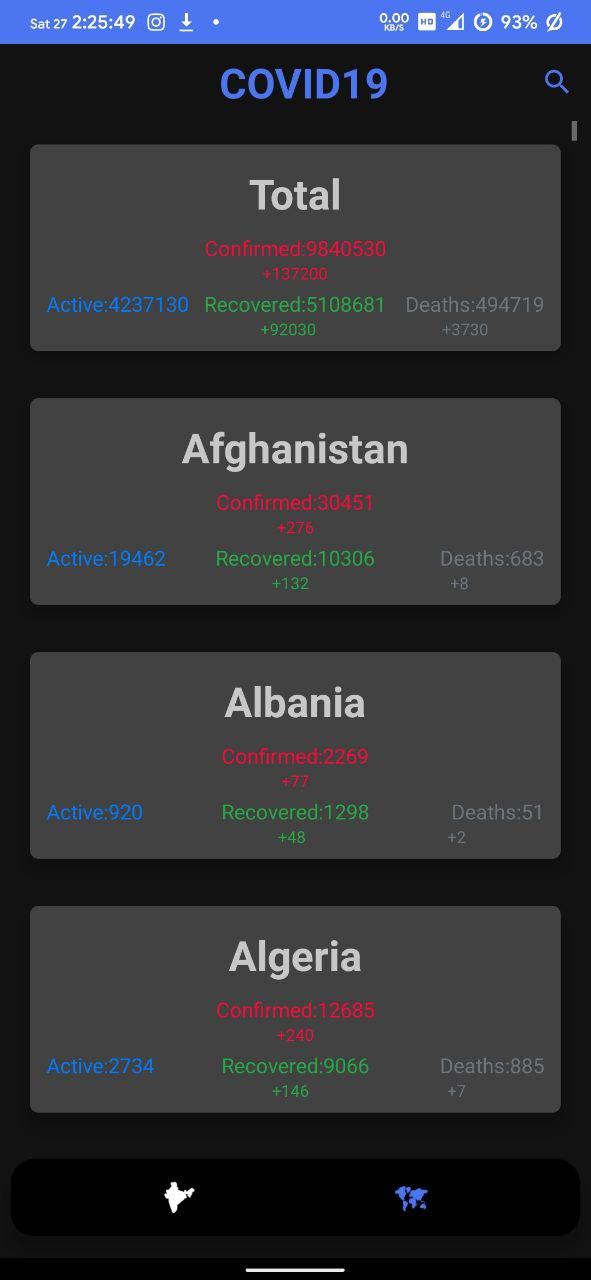 Sat 27 2:25:49 0.00 KB/S HD 4G 93%
COVID19
Total
Confirmed:9840530
+137200
Active:4237130 Recovered:5108681 Deaths:494719
+92030 +3730
Afghanistan
Confirmed:30451
+276
Active:19462 Recovered:10306 Deaths:683
+132 +8
Albania
Confirmed:2269
+77
Active:920 Recovered:1298 Deaths:51
+48 +2
Algeria
Confirmed:12685
+240
Active:2734 Recovered:9066 Deaths:885
+146 +7